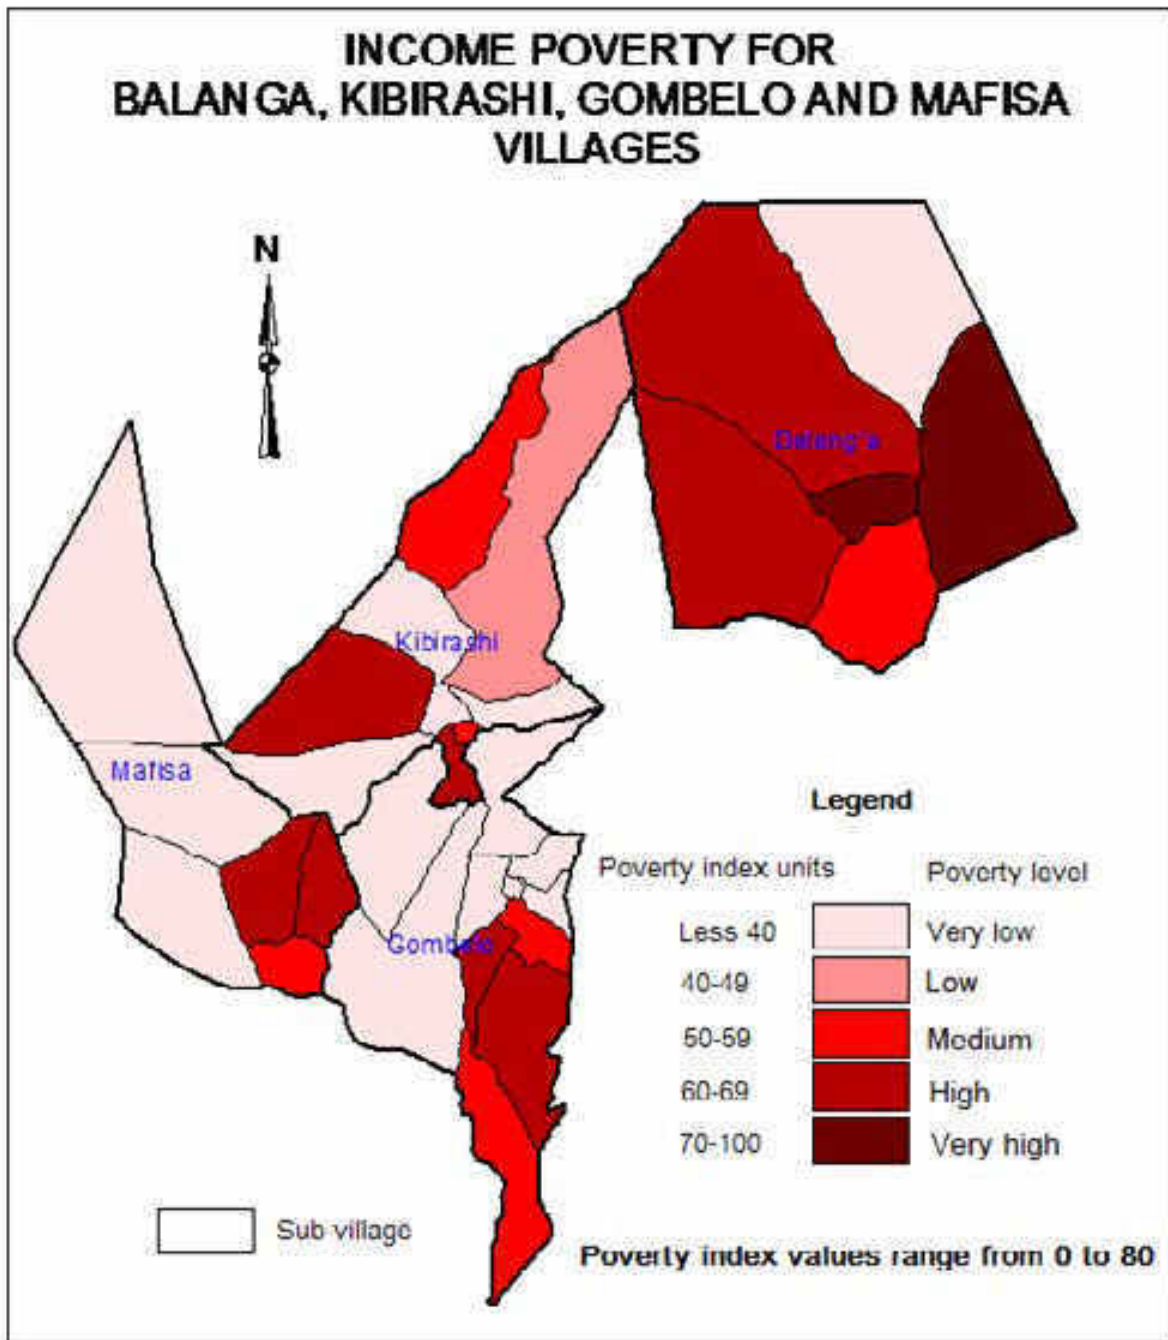 INCOME POVERTY FOR
BALANGA, KIBIRASHI, GOMBELO AND MAFISA
VILLAGES
N
Kibirashi
Mafisa
Gombelo
Legend
Poverty index units Poverty level
Less 40 Very low
40-49 Low
50-59 Medium
60-69 High
70-100 Very high
Sub village
Poverty index values range from 0 to 80